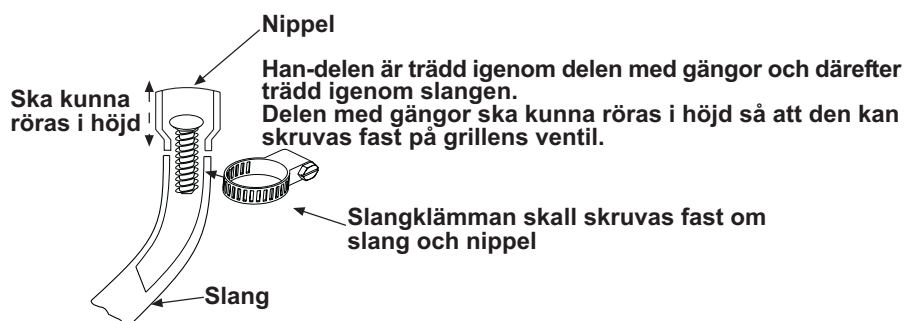 Nippel
Han-delen är trädd igenom delen med gängor och därefter
trädd igenom slangen.
Delen med gängor ska kunna röras i höjd så att den kan
skruvas fast på grillens ventil.
Ska kunna
röras i höjd
Slangklämman skall skruvas fast om
slang och nippel
Slang